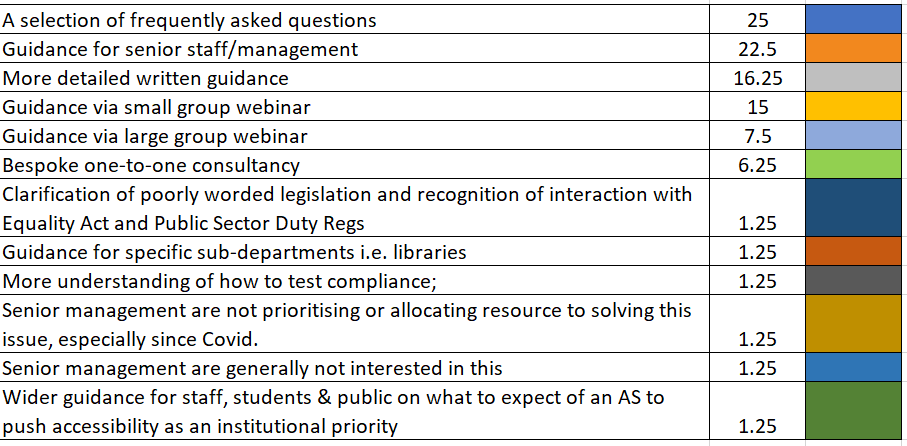 A selection of frequently asked questions 25
Guidance for senior staff/management 22.5
More detailed written guidance 16.25
Guidance via small group webinar 15
Guidance via large group webinar 7.5
Bespoke one-to-one consultancy 6.25
Clarification of poorly worded legislation and recognition of interaction with
Equality Act and Public Sector Duty Regs 1.25
Guidance for specific sub-departments i.e. libraries 1.25
More understanding of how to test compliance; 1.25
Senior management are not prioritising or allocating resource to solving this
issue, especially since Covid. 1.25
Senior management are generally not interested in this 1.25
Wider guidance for staff, students & public on what to expect of an AS to
push accessibility as an institutional priority 1.25